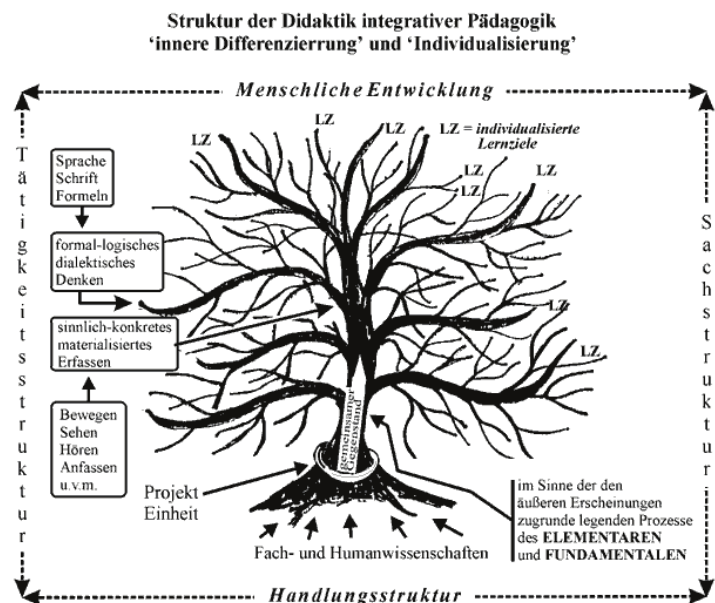 Struktur der Didaktik integrativer Pädagogik
‘innere Differenzierrung’ und ‘Individualisierung’
Menschliche Entwicklung
Tätigkeitsstruktur
Sachstruktur
LZ
LZ
LZ
LZ = individualisierte
Lernziele
LZ
LZ
LZ
LZ
LZ
Sprache
Schrift
Formeln
formal-logisches
dialektisches
Denken
sinnlich-konkretes
materialisiertes
Erfassen
Bewegen
Sehen
Hören
Anfassen
u.v.m.
gemeinsamer
Gegenstand
Projekt
Einheit
im Sinne der den
äußeren Erscheinungen
zugrunde legenden Prozesse
des ELEMENTAREN
und FUNDAMENTALEN
Fach- und Humanwissenschaften
Handlungsstruktur